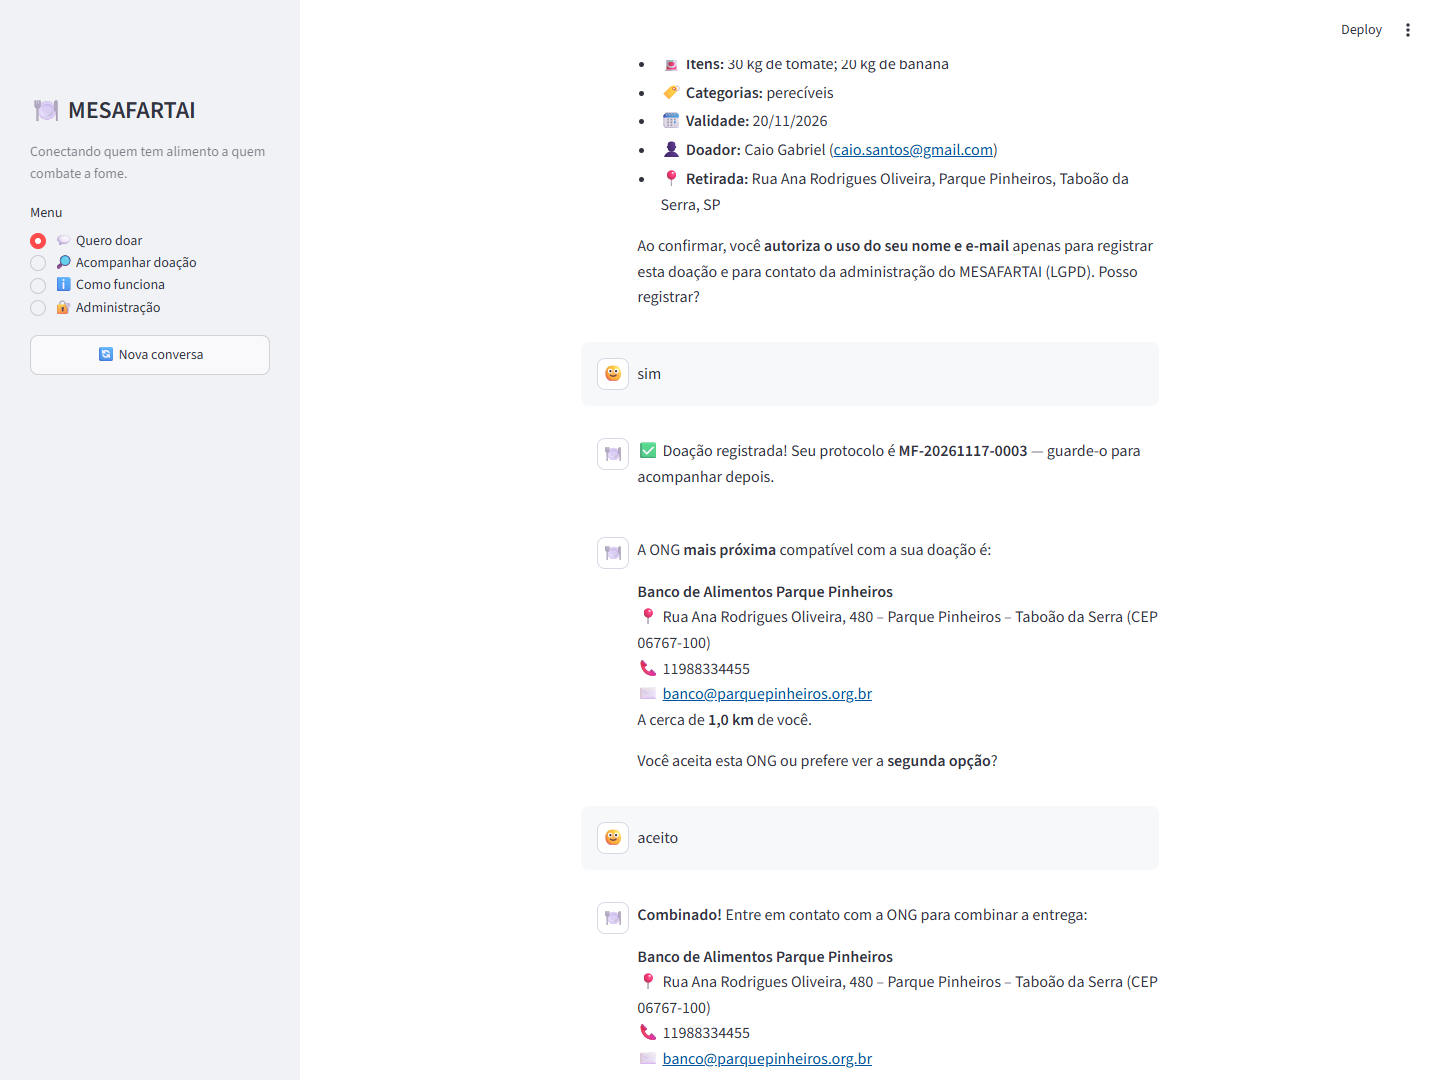 Deploy
MESAFARTAI
Conectando quem tem alimento a quem
combate a fome.
Menu
Quero doar
Acompanhar doação
Como funciona
Administração
Nova conversa
Itens: 30 kg de tomate; 20 kg de banana
Categorias: perecíveis
Validade: 20/11/2026
Doador: Caio Gabriel (caio.santos@gmail.com)
Retirada: Rua Ana Rodrigues Oliveira, Parque Pinheiros, Taboão da
Serra, SP
Ao confirmar, você autoriza o uso do seu nome e e-mail apenas para registrar
esta doação e para contato da administração do MESAFARTAI (LGPD). Posso
registrar?
sim
Doação registrada! Seu protocolo é MF-20261117-0003 — guarde-o para
acompanhar depois.
A ONG mais próxima compatível com a sua doação é:
Banco de Alimentos Parque Pinheiros
Rua Ana Rodrigues Oliveira, 480 – Parque Pinheiros – Taboão da Serra (CEP
06767-100)
11988334455
banco@parquepinheiros.org.br
A cerca de 1,0 km de você.
Você aceita esta ONG ou prefere ver a segunda opção?
aceito
Combinado! Entre em contato com a ONG para combinar a entrega:
Banco de Alimentos Parque Pinheiros
Rua Ana Rodrigues Oliveira, 480 – Parque Pinheiros – Taboão da Serra (CEP
06767-100)
11988334455
banco@parquepinheiros.org.br